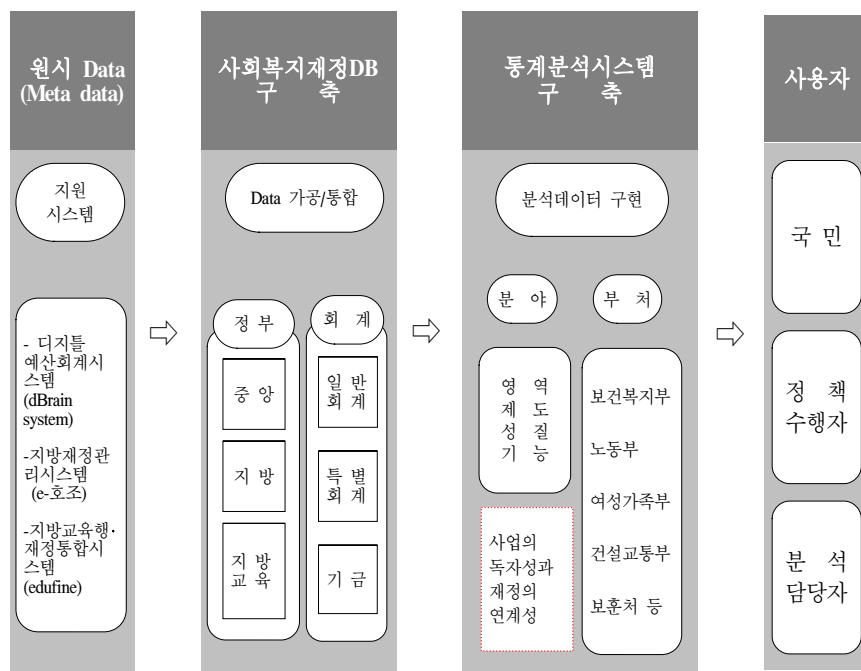 원시 Data
(Meta data)
지원
시스템
- 디지틀
예산회계시
스템
(dBrain
system)
-지방재정관
리시스템
(e-호조)
-지방교육행·
재정통합시
스템
(edufine)
⇨
사회복지재정DB
구 축
Data 가공/통합
정 부
중 앙
지 방
지 방
교 육
회 계
일 반
회 계
특 별
회 계
기 금
⇨
통계분석시스템
구 축
분석데이터 구현
분 야
영 역
제 도
성 질
기 능
사업의
독자성과
재정의
연계성
부 처
보건복지부
노동부
여성가족부
건설교통부
보훈처 등
⇨
사용자
국 민
정 책
수행자
분 석
담당자